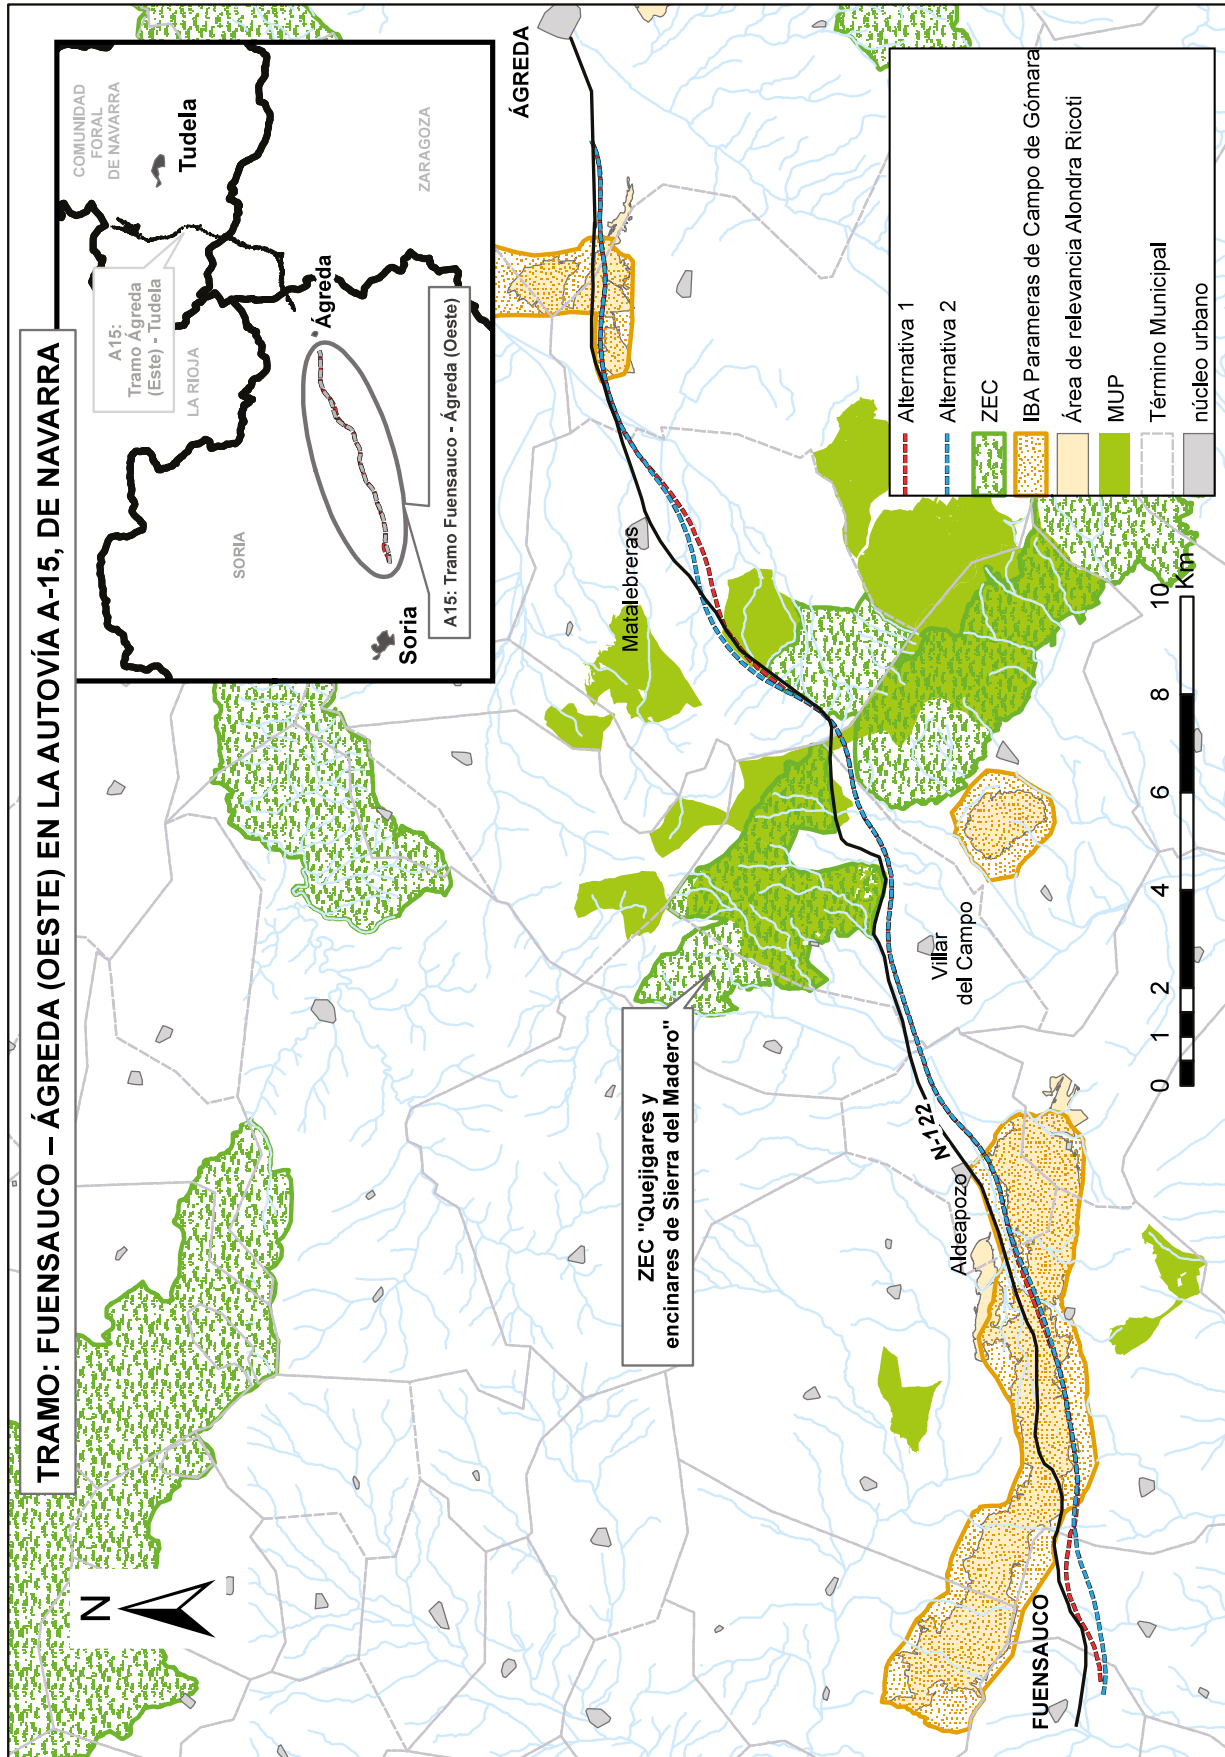 TRAMO: FUENSAUCO – ÁGREDA (OESTE) EN LA AUTOVÍA A-15, DE NAVARRA
N
COMUNIDAD
FORAL
DE NAVARRA
Tudela
A15:
Tramo Ágreda
(Este) - Tudela
LA RIOJA
ZARAGOZA
SORIA
Ágreda
Soria
A15: Tramo Fuensauco - Ágreda (Oeste)
ÁGREDA
Matalebreras
ZEC "Quejigares y
encinares de Sierra del Madero"
Villar
del Campo
N-122
Aldeapozo
FUENSAUCO
Alternativa 1
Alternativa 2
ZEC
IBA Parameras de Campo de Gómara
Área de relevancia Alondra Ricoti
MUP
Término Municipal
núcleo urbano
0 1 2 4 6 8 10
Km